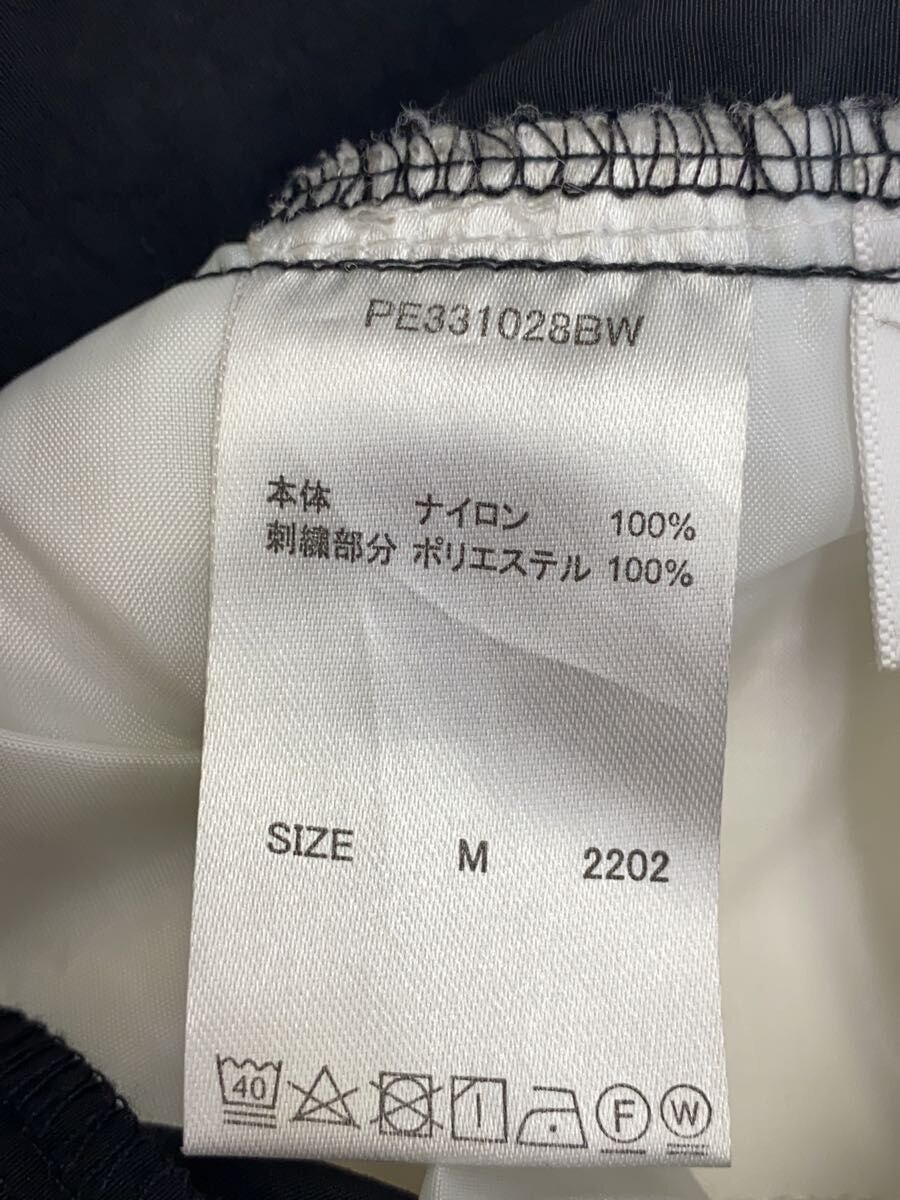 PE331028BW
本体 ナイロン 100%
刺繍部分 ポリエステル 100%
SIZE M 2202
40 F W